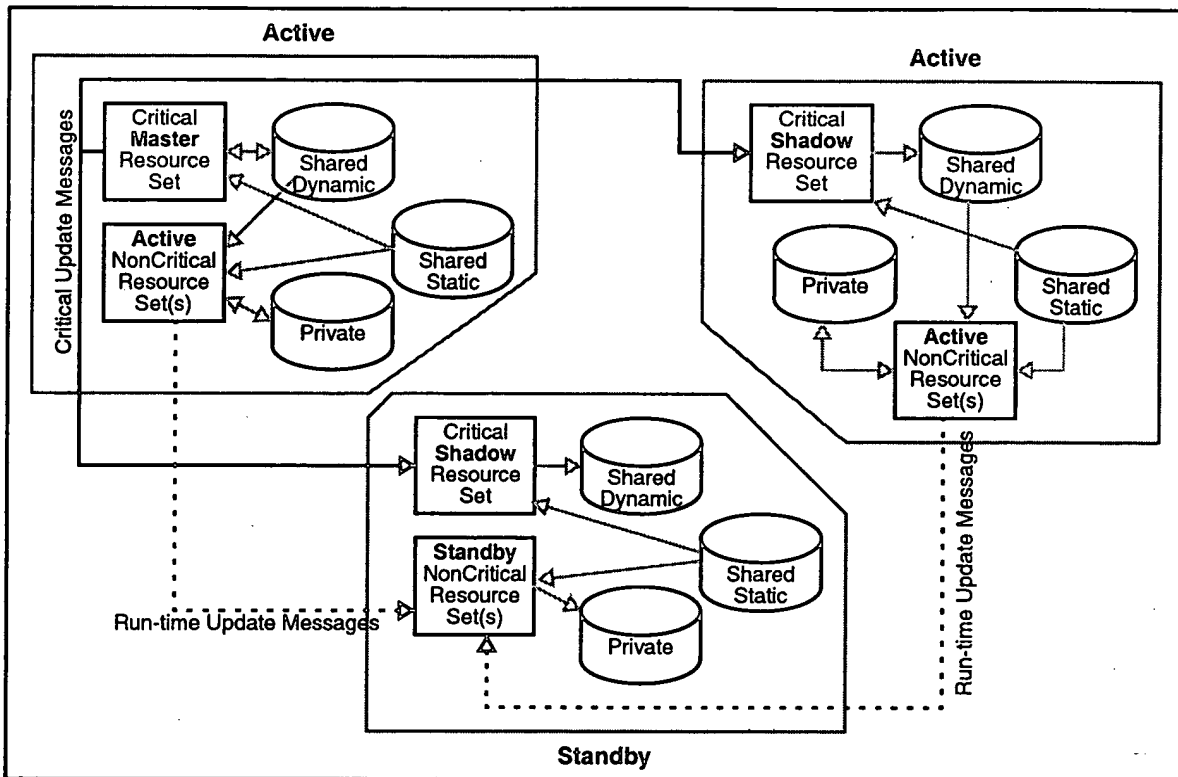 Active
Critical
Master
Resource
Set
Shared
Dynamic
Active
NonCritical
Resource
Set(s)
Shared
Static
Private
Critical Update Messages
Active
Critical
Shadow
Resource
Set
Shared
Dynamic
Private
Shared
Static
Active
NonCritical
Resource
Set(s)
Critical
Shadow
Resource
Set
Shared
Dynamic
Standby
NonCritical
Resource
Set(s)
Shared
Static
Private
Run-time Update Messages
Run-time Update Messages
Standby